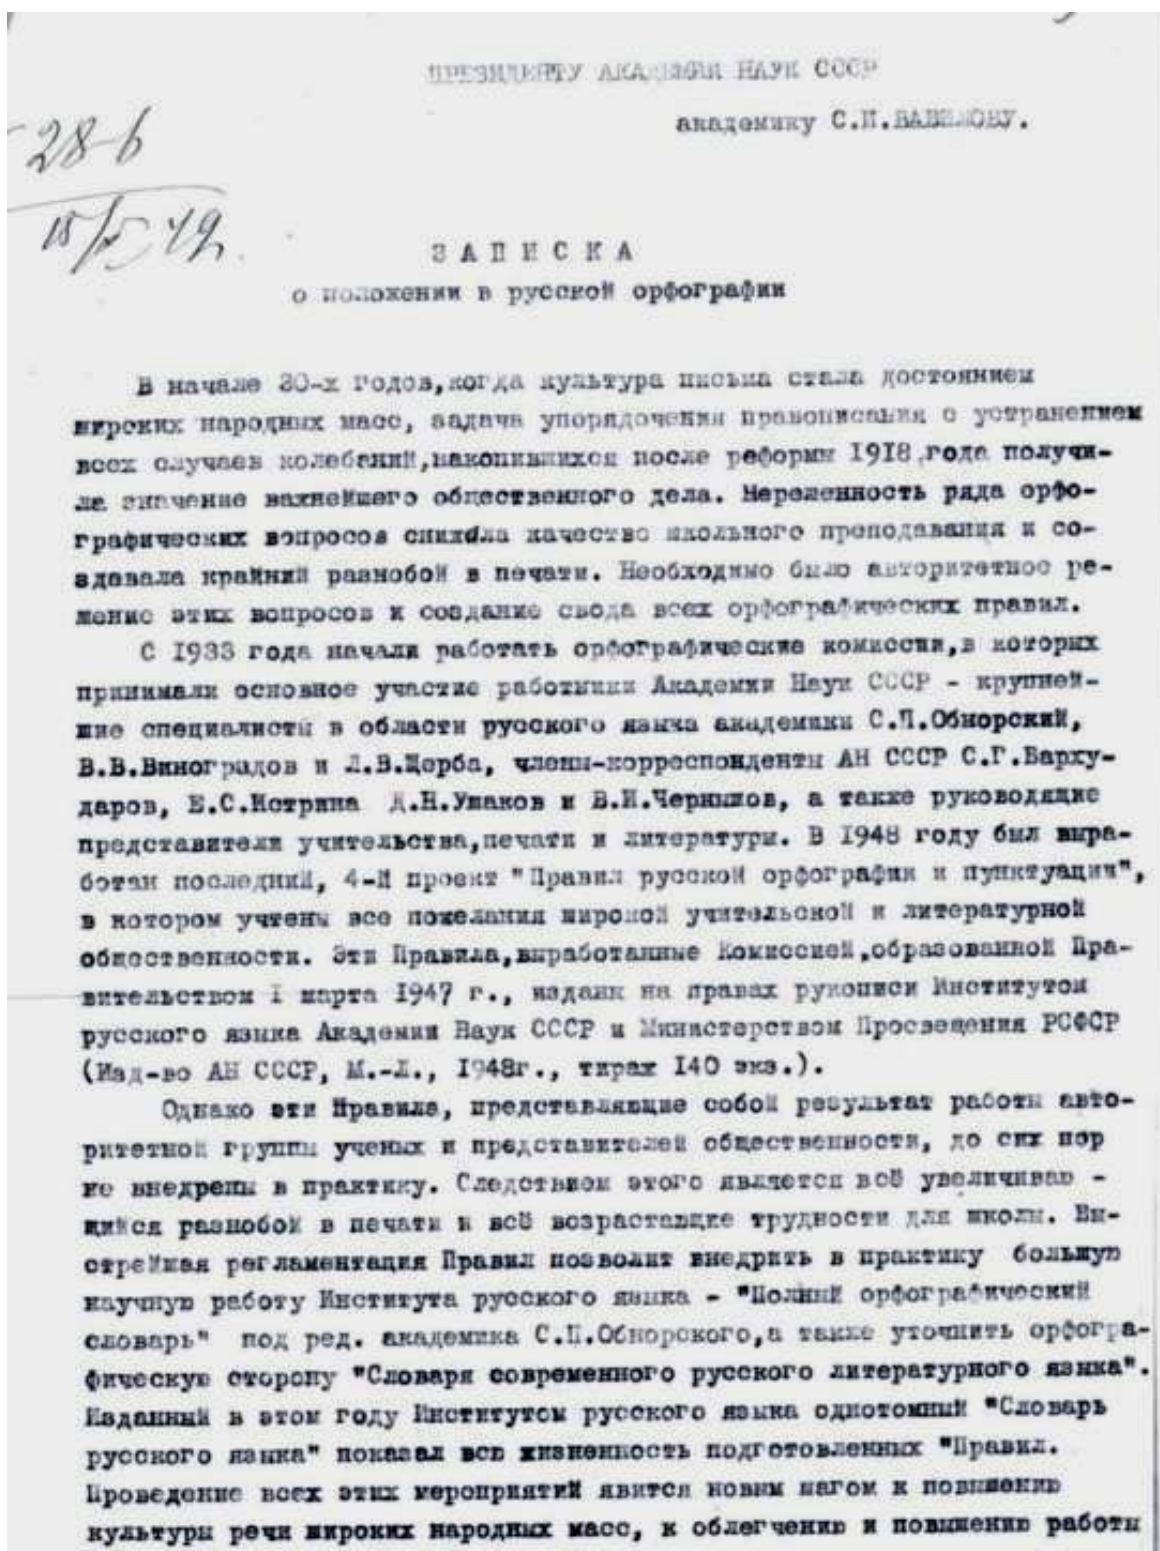 ПРЕЗИДЕНТУ АКАДЕМИИ НАУК СССР
академику С.И.ВАВИЛОВУ.
28-6
15/X 49г.
З А П И С К А
о положении в русской орфографии
В начале 30-х годов,когда культура письма стала достоянием
широких народных масс, задача упорядочения правописания с устранением
всех случаев колебаний,накопившихся после реформы 1918 года получи-
ла значение важнейшего общественного дела. Нерешенность ряда орфо-
графических вопросов снижала качество школьного преподавания и со-
здавала крайний разнобой в печати. Необходимо было авторитетное ре-
шение этих вопросов и создание свода всех орфографических правил.
С 1933 года начали работать орфографические комиссии,в которых
принимали основное участие работники Академии Наук СССР - крупней-
шие специалисты в области русского языка академики С.П.Обнорский,
В.В.Виноградов и Л.В.Щерба, члены-корреспонденты АН СССР С.Г.Барху-
даров, Е.С.Истрина Д.Н.Ушаков и В.И.Чернышов, а также руководящие
представители учительства,печати и литературы. В 1948 году был выра-
ботан последний, 4-й проект "Правил русской орфографии и пунктуации",
в котором учтены все пожелания широкой учительской и литературной
общественности. Эти Правила,выработанные Комиссией,образованной Пра-
вительством I марта 1947 г., изданы на правах рукописи Институтом
русского языка Академии Наук СССР и Министерством Просвещения РСФСР
(Изд-во АН СССР, М.-Л., 1948г., тираж 140 экз.).
Однако эти Правила, представляющие собой результат работы авто-
ритетной группы ученых и представителей общественности, до сих пор
не внедрены в практику. Следствием этого является всё увеличиваю -
щийся разнобой в печати и всё возрастающие трудности для школы. Бы-
стрейшая регламентация Правил позволит внедрить в практику большую
научную работу Института русского языка - "Полный орфографический
словарь" под ред. академика С.П.Обнорского,а также уточнить орфогра-
фическую сторону "Словаря современного русского литературного языка".
Изданный в этом году Институтом русского языка однотомный "Словарь
русского языка" показал всю жизненность подготовленных "Правил.
Проведение всех этих мероприятий явится новым шагом к повышению
культуры речи широких народных масс, к облегчению и повышению работы